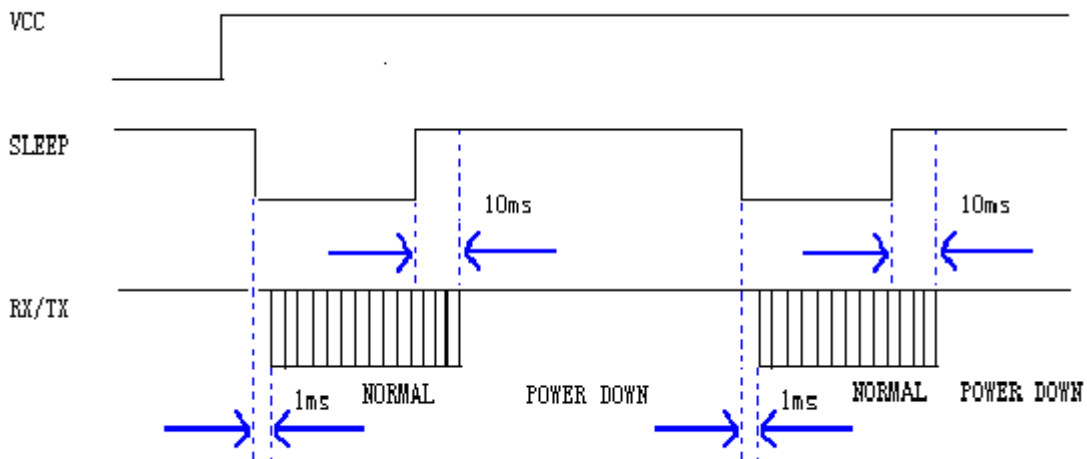 VCC
SLEEP
10ms
10ms
RX/TX
1ms
NORMAL
POWER DOWN
1ms
NORMAL
POWER DOWN